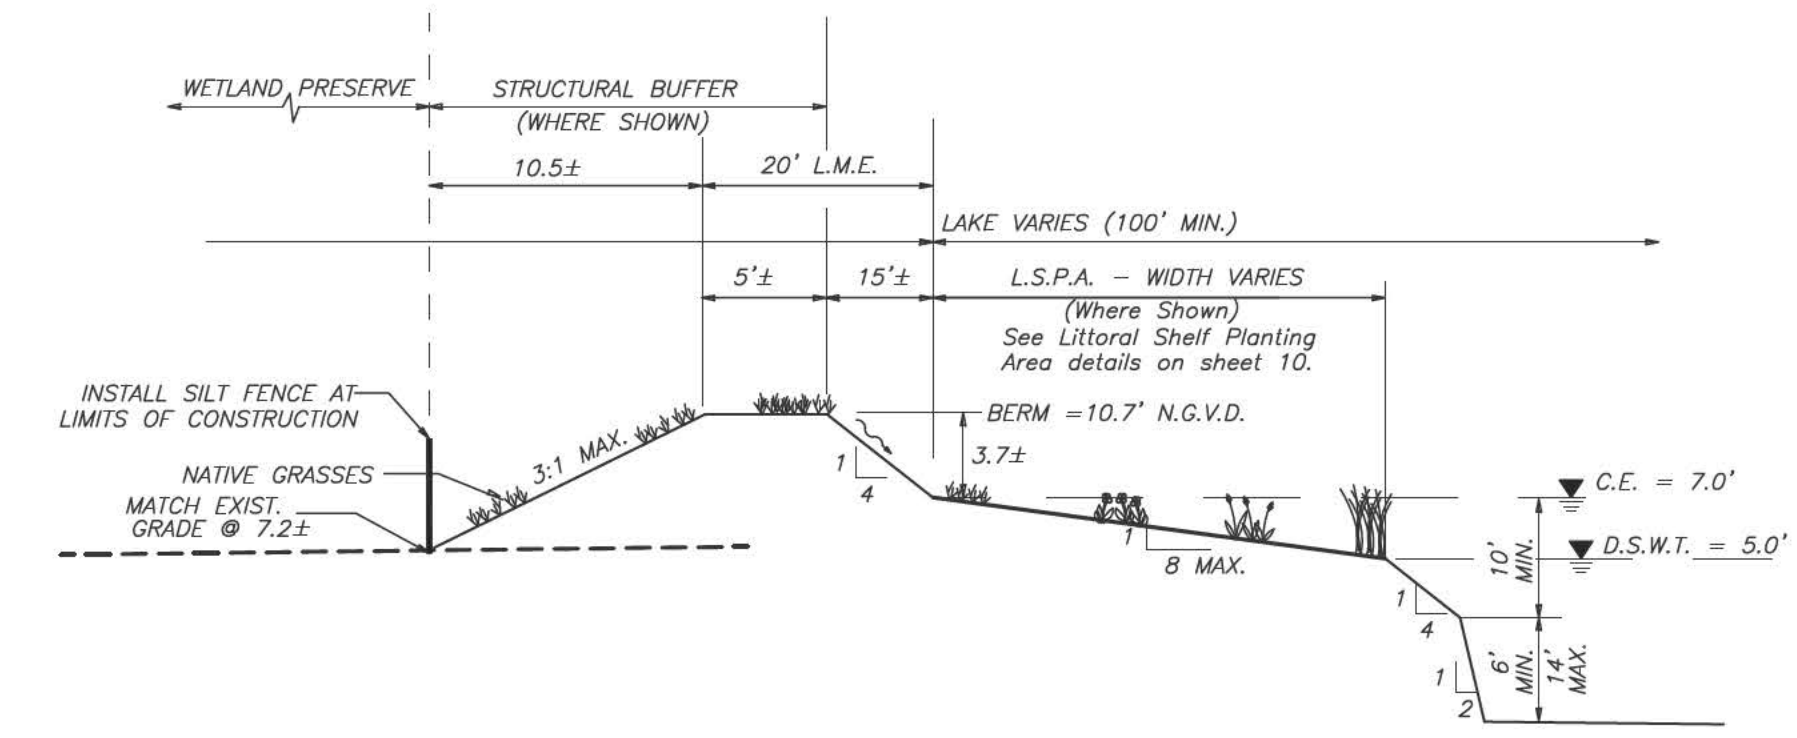 WETLAND PRESERVE
STRUCTURAL BUFFER
(WHERE SHOWN)
10.5±
20' L.M.E.
LAKE VARIES (100' MIN.)
5'±
15'±
L.S.P.A. - WIDTH VARIES
(Where Shown)
See Littoral Shelf Planting
Area details on sheet 10.
INSTALL SILT FENCE AT
LIMITS OF CONSTRUCTION
NATIVE GRASSES
MATCH EXIST.
GRADE @ 7.2±
3:1 MAX.
1
4
BERM =10.7' N.G.V.D.
3.7±
1
8 MAX.
C.E. = 7.0'
D.S.W.T. = 5.0'
10'
MIN.
1
4
6'
MIN.
14'
MAX.
1
2